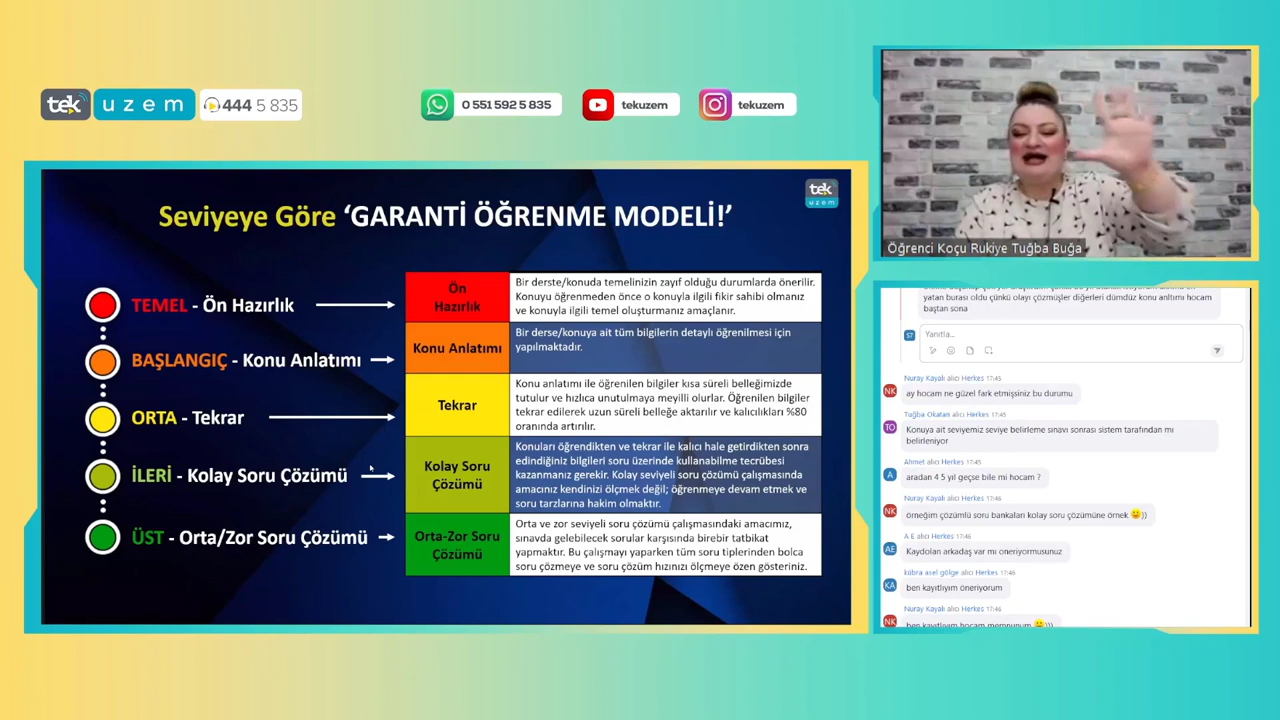 tek uzem 444 5 835
0 551 592 5 835
tekuzem
tekuzem
tek
uzem
Seviyeye Göre ‘GARANTİ ÖĞRENME MODELİ!’
TEMEL - Ön Hazırlık
BAŞLANGIÇ - Konu Anlatımı
ORTA - Tekrar
İLERİ - Kolay Soru Çözümü
ÜST - Orta/Zor Soru Çözümü
Ön
Hazırlık
Bir derste/konuda temelinizin zayıf olduğu durumlarda önerilir.
Konuyu öğrenmeden önce o konuyla ilgili fikir sahibi olmanız
ve konuyla ilgili temel oluşturmanız amaçlanır.
Konu Anlatımı
Bir derse/konuya ait tüm bilgilerin detaylı öğrenilmesi için
yapılmaktadır.
Tekrar
Konu anlatımı ile öğrenilen bilgiler kısa süreli belleğimizde
tutulur ve hızlıca unutulmaya meyilli olurlar. Öğrenilen bilgiler
tekrar edilerek uzun süreli belleğe aktarılır ve kalıcılıkları %80
oranında artırılır.
Kolay Soru
Çözümü
Konuları öğrendikten ve tekrar ile kalıcı hale getirdikten sonra
edindiğiniz bilgileri soru üzerinde kullanabilme tecrübesi
kazanmanız gerekir. Kolay seviyeli soru çözümü çalışmasında
amacınız kendinizi ölçmek değil; öğrenmeye devam etmek ve
soru tarzlarına hakim olmaktır.
Orta-Zor Soru
Çözümü
Orta ve zor seviyeli soru çözümü çalışmasındaki amacımız,
sınavda gelebilecek sorular karşısında birebir tatbikat
yapmaktır. Bu çalışmayı yaparken tüm soru tiplerinden bolca
soru çözmeye ve soru çözüm hızınızı ölçmeye özen gösteriniz.
Öğrenci Koçu Rukiye Tuğba Buğa
yatan burası oldu çünkü olayı çözmüşler diğerleri dümdüz konu anltımı hocam
baştan sona
Yanıtla...
Nuray Kayalı alıcı Herkes 17:45
NK ay hocam ne güzel fark etmişsiniz bu durumu
Tuğba Okatan alıcı Herkes 17:45
TO Konuya ait seviyemiz seviye belirleme sınavı sonrası sistem tarafından mı
belirleniyor
Ahmet alıcı Herkes 17:45
A aradan 4 5 yıl geçse bile mi hocam ?
Nuray Kayalı alıcı Herkes 17:46
NK örneğim çözümlü soru bankaları kolay soru çözümüne örnek ))
A E alıcı Herkes 17:46
AE Kaydolan arkadaş var mı oneriyormusunuz
kübra asel gölge alıcı Herkes 17:46
KA ben kayıtlıyım öneriyorum
Nuray Kayalı alıcı Herkes 17:46
NK ben kayıtlıyım hocam memnunum )))